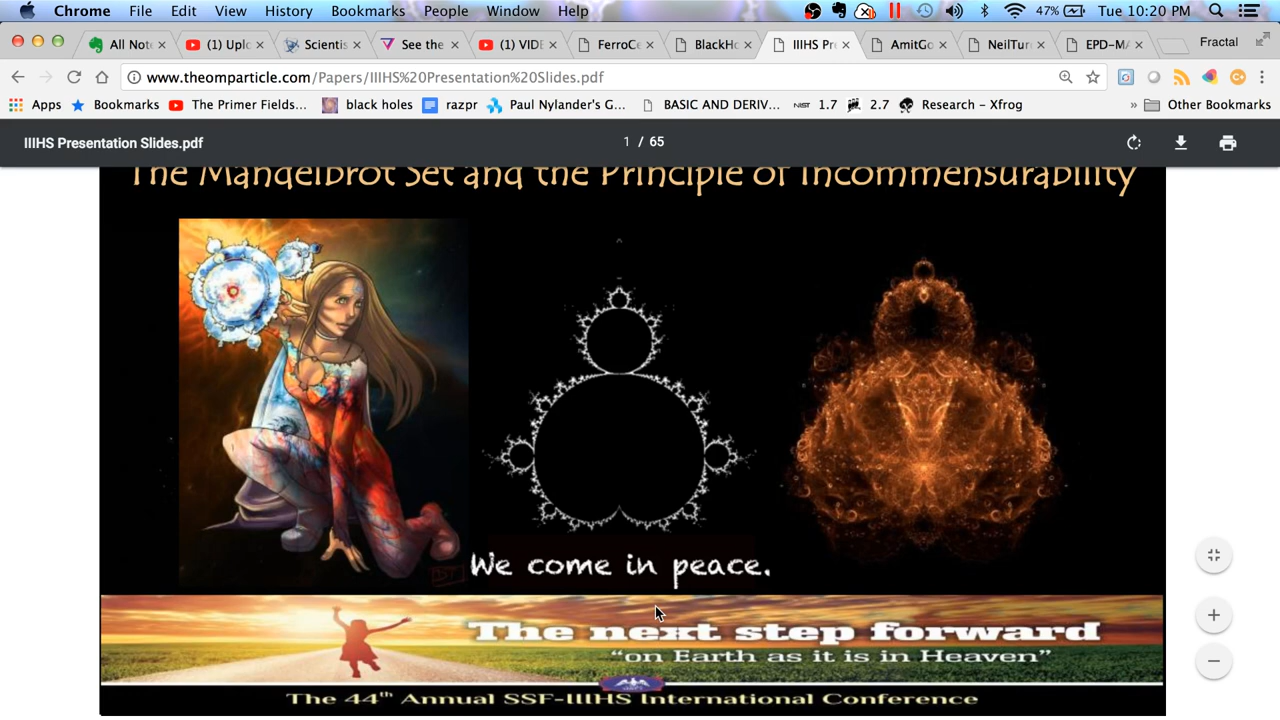 Chrome File Edit View History Bookmarks People Window Help 47% Tue 10:20 PM
All Not (1) Uplo Scientis See the (1) VIDE FerroCe BlackHo IIIHS Pr AmitGo NeilTur EPD-MA Fractal
www.theomparticle.com/Papers/IIIHS%20Presentation%20Slides.pdf
Apps Bookmarks The Primer Fields... black holes razpr Paul Nylander's G... BASIC AND DERIV... NIST 1.7 2.7 Research – Xfrog » Other Bookmarks
IIIHS Presentation Slides.pdf 1 / 65
The Mandelbrot Set and the Principle of Incommensurability
We come in peace.
The next step forward
"on Earth as it is in Heaven"
The 44th Annual SSF-IIIHS International Conference